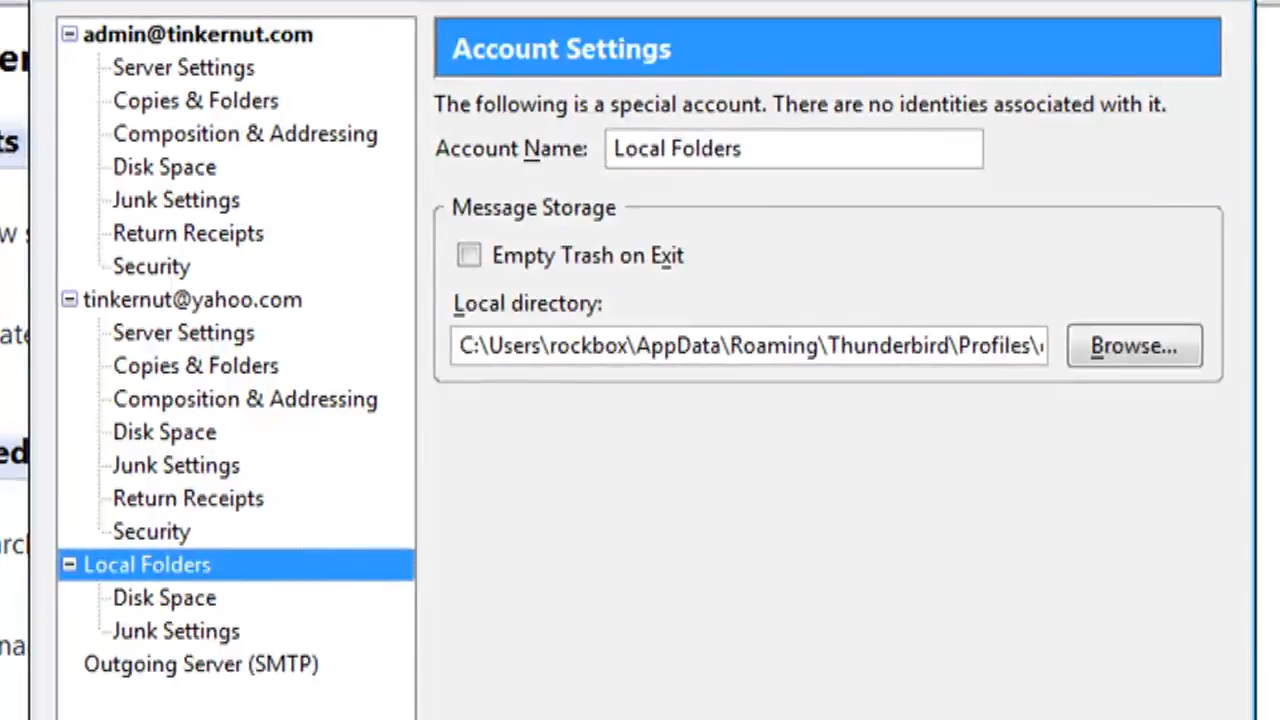 admin@tinkernut.com
Server Settings
Copies & Folders
Composition & Addressing
Disk Space
Junk Settings
Return Receipts
Security
tinkernut@yahoo.com
Server Settings
Copies & Folders
Composition & Addressing
Disk Space
Junk Settings
Return Receipts
Security
Local Folders
Disk Space
Junk Settings
Outgoing Server (SMTP)
Account Settings
The following is a special account. There are no identities associated with it.
Account Name: Local Folders
Message Storage
Empty Trash on Exit
Local directory:
C:\Users\rockbox\AppData\Roaming\Thunderbird\Profiles\
Browse...